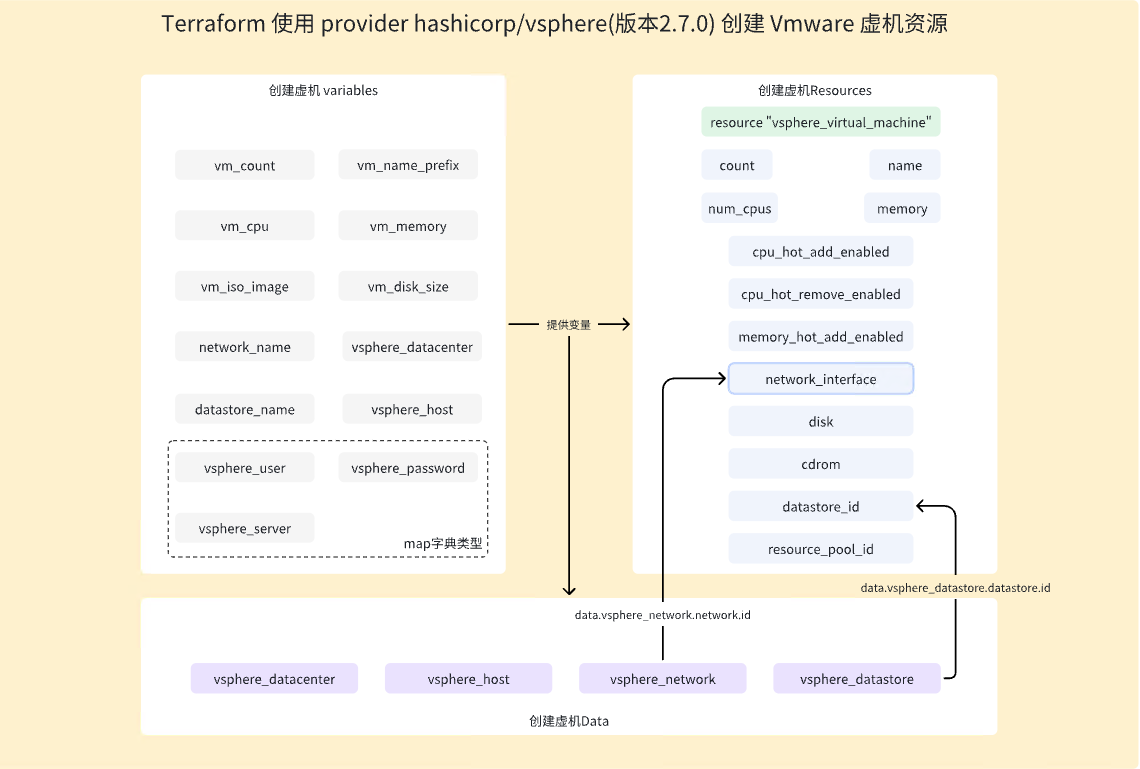 Terraform 使用 provider hashicorp/vsphere(版本2.7.0) 创建 Vmware 虚机资源
创建虚机 variables
vm_count
vm_name_prefix
vm_cpu
vm_memory
vm_iso_image
vm_disk_size
network_name
vsphere_datacenter
datastore_name
vsphere_host
vsphere_user
vsphere_password
vsphere_server
map字典类型
提供变量
创建虚机Resources
resource "vsphere_virtual_machine"
count
name
num_cpus
memory
cpu_hot_add_enabled
cpu_hot_remove_enabled
memory_hot_add_enabled
network_interface
disk
cdrom
datastore_id
resource_pool_id
data.vsphere_datastore.datastore.id
data.vsphere_network.network.id
vsphere_datacenter
vsphere_host
vsphere_network
vsphere_datastore
创建虚机Data